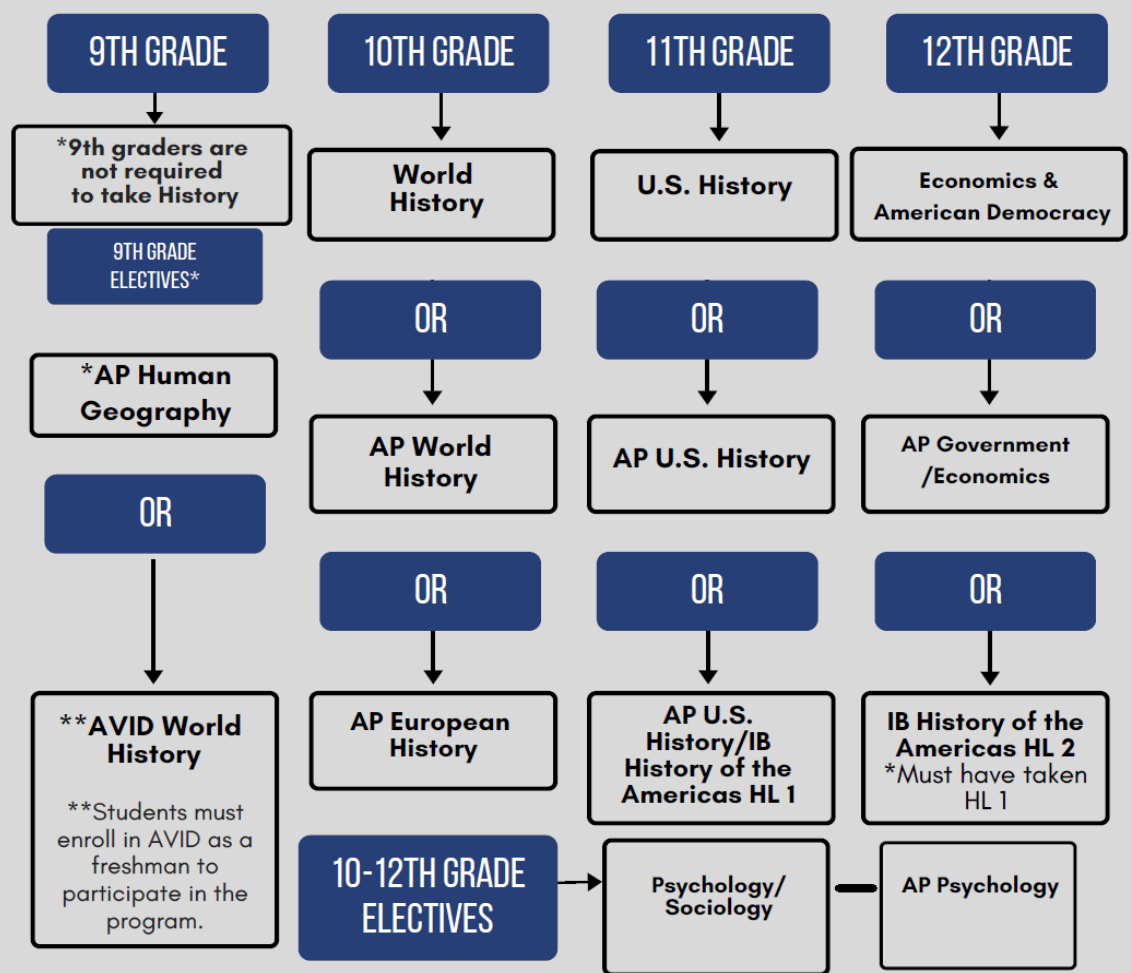 9TH GRADE
*9th graders are
not required
to take History
9TH GRADE
ELECTIVES*
*AP Human
Geography
OR
**AVID World
History
**Students must
enroll in AVID as a
freshman to
participate in the
program.
10TH GRADE
World
History
OR
AP World
History
OR
AP European
History
11TH GRADE
U.S. History
OR
AP U.S. History
OR
AP U.S.
History/IB
History of the
Americas HL 1
12TH GRADE
Economics &
American Democracy
OR
AP Government
/Economics
OR
IB History of the
Americas HL 2
*Must have taken
HL 1
10-12TH GRADE
ELECTIVES
Psychology/
Sociology
AP Psychology